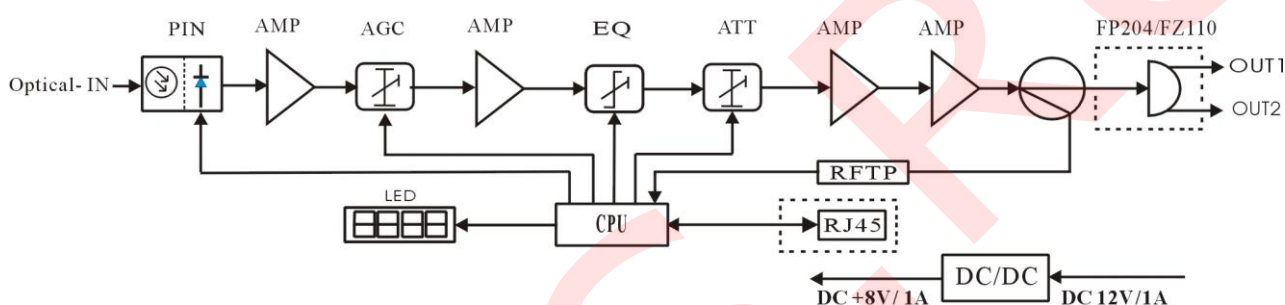 PIN AMP AGC AMP EQ ATT AMP AMP FP204/FZ110
Optical- IN
OUT1
OUT2
RFTP
LED
CPU
RJ45
DC/DC
DC +8V/ 1A
DC 12V/1A